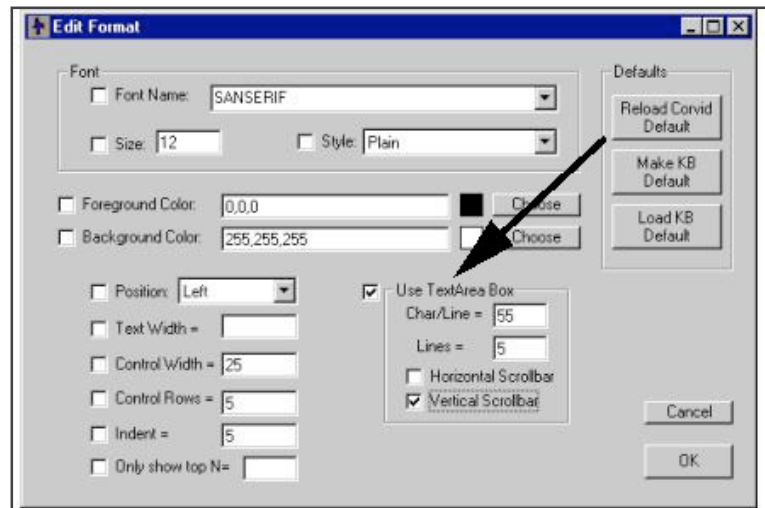 Edit Format
Font
Font Name: SANSERIF
Size: 12 Style: Plain
Foreground Color: 0,0,0 Choose
Background Color: 255,255,255 Choose
Position: Left
Text Width =
Control Width = 25
Control Rows = 5
Indent = 5
Only show top N=
Use TextArea Box
Char/Line = 55
Lines = 5
Horizontal Scrollbar
Vertical Scrollbar
Defaults
Reload Corvid
Default
Make KB
Default
Load KB
Default
Cancel
OK